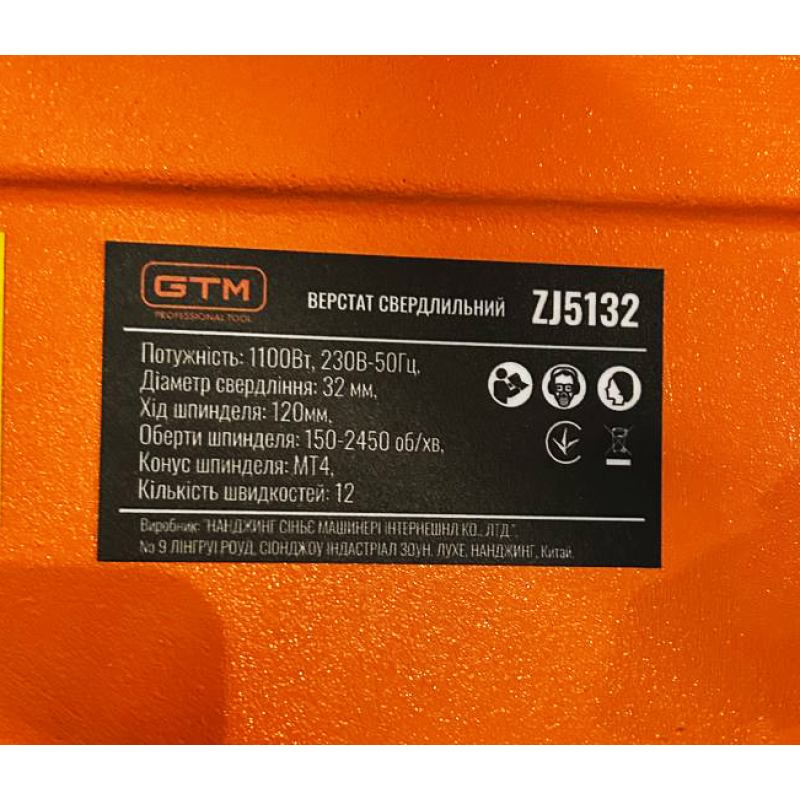 GTM
PROFESSIONAL TOOL
ВЕРСТАТ СВЕРДЛИЛЬНИЙ ZJ5132
Потужність: 1100Вт, 230В-50Гц,
Діаметр свердління: 32 мм,
Хід шпинделя: 120мм,
Оберти шпинделя: 150-2450 об/хв,
Конус шпинделя: МТ4,
Кількість швидкостей: 12
Виробник: "НАНДЖИНГ СІНЬЄ МАШИНЕРІ ІНТЕРНЕШНЛ КО., ЛТД.",
No 9 ЛІНГРУІ РОУД, СІОНДЖОУ ІНДАСТРІАЛ ЗОУН, ЛУХЕ, НАНДЖИНГ, Китай.